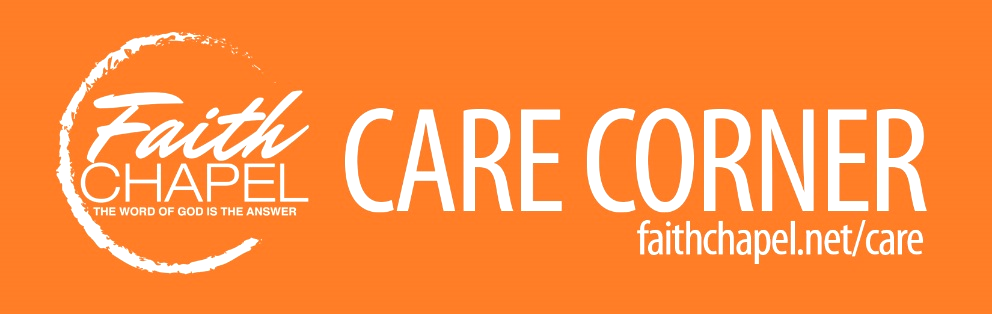 Faith
CHAPEL
THE WORD OF GOD IS THE ANSWER
CARE CORNER
faithchapel.net/care